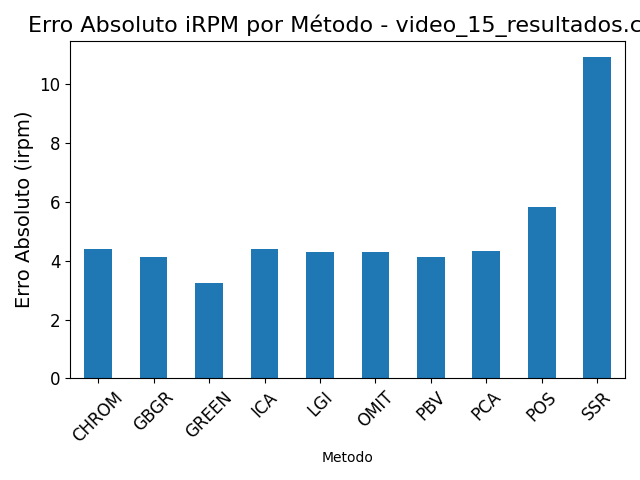 Erro Absoluto iRPM por Método - video_15_resultados.c
Erro Absoluto (irpm)
10
8
6
4
2
0
CHROM GBGR GREEN ICA LGI OMIT PBV PCA POS SSR
Metodo